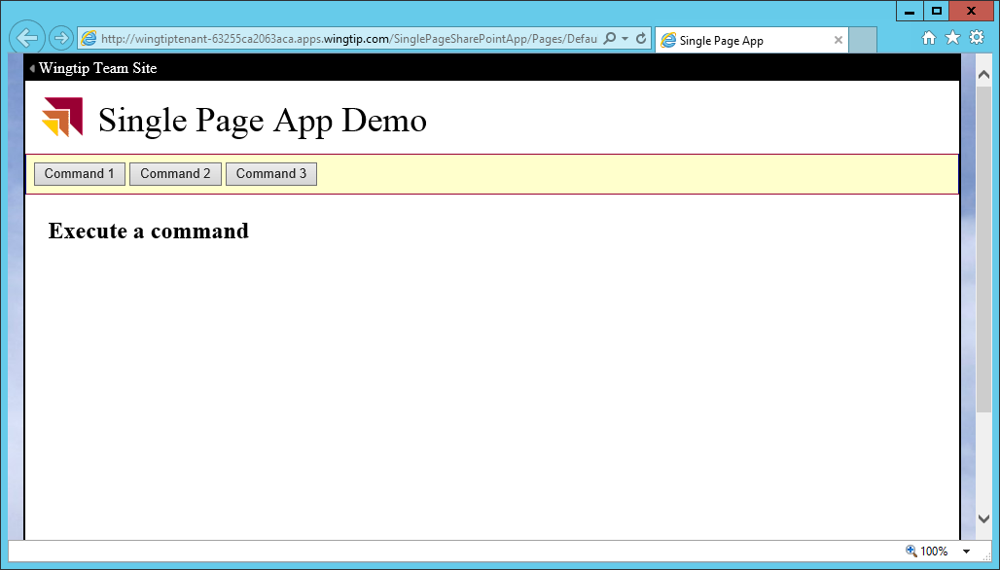 http://wingtiptenant-63255ca2063aca.apps.wingtip.com/SinglePageSharePointApp/Pages/Defau
Single Page App
Wingtip Team Site
Single Page App Demo
Command 1 Command 2 Command 3
Execute a command
100%